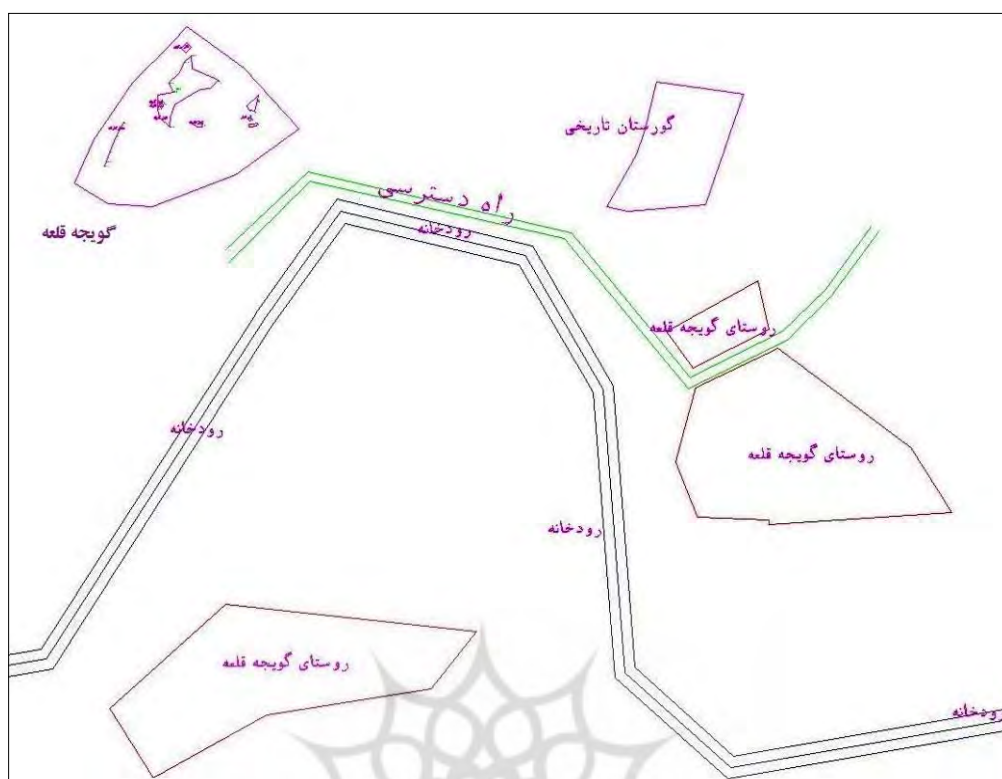 گورستان تاریخی
راه دسترسی
رودخانه
گویجه قلعه
روستای گویجه قلعه
رودخانه
روستای گویجه قلعه
رودخانه
روستای گویجه قلعه
رودخانه